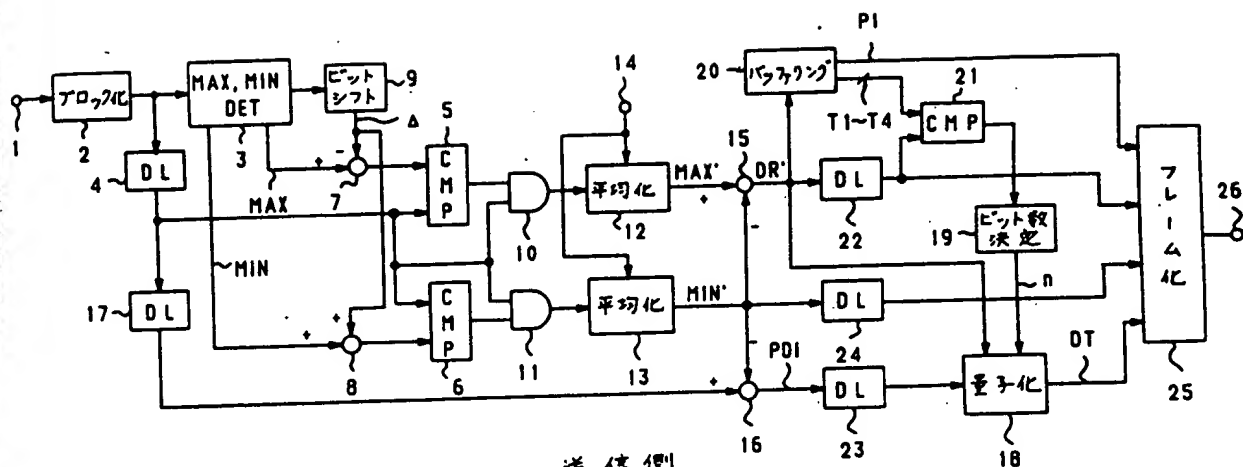 P1
14
20
バッファリング
21
ブロック化
MAX, MIN
DET
ビット
シフト
9
CMP
T1~T4
1
2
3
Δ
5
15
DR'
DL
4
+
-
7
CMP
10
平均化
12
MAX'
+
22
19
ビット数
決定
フレーム化
26
MAX
MIN
-
n
DL
17
+
+
8
CMP
6
11
平均化
13
MIN'
-
DL
24
PDI
DL
23
量子化
18
DT
25
+
16
送信側